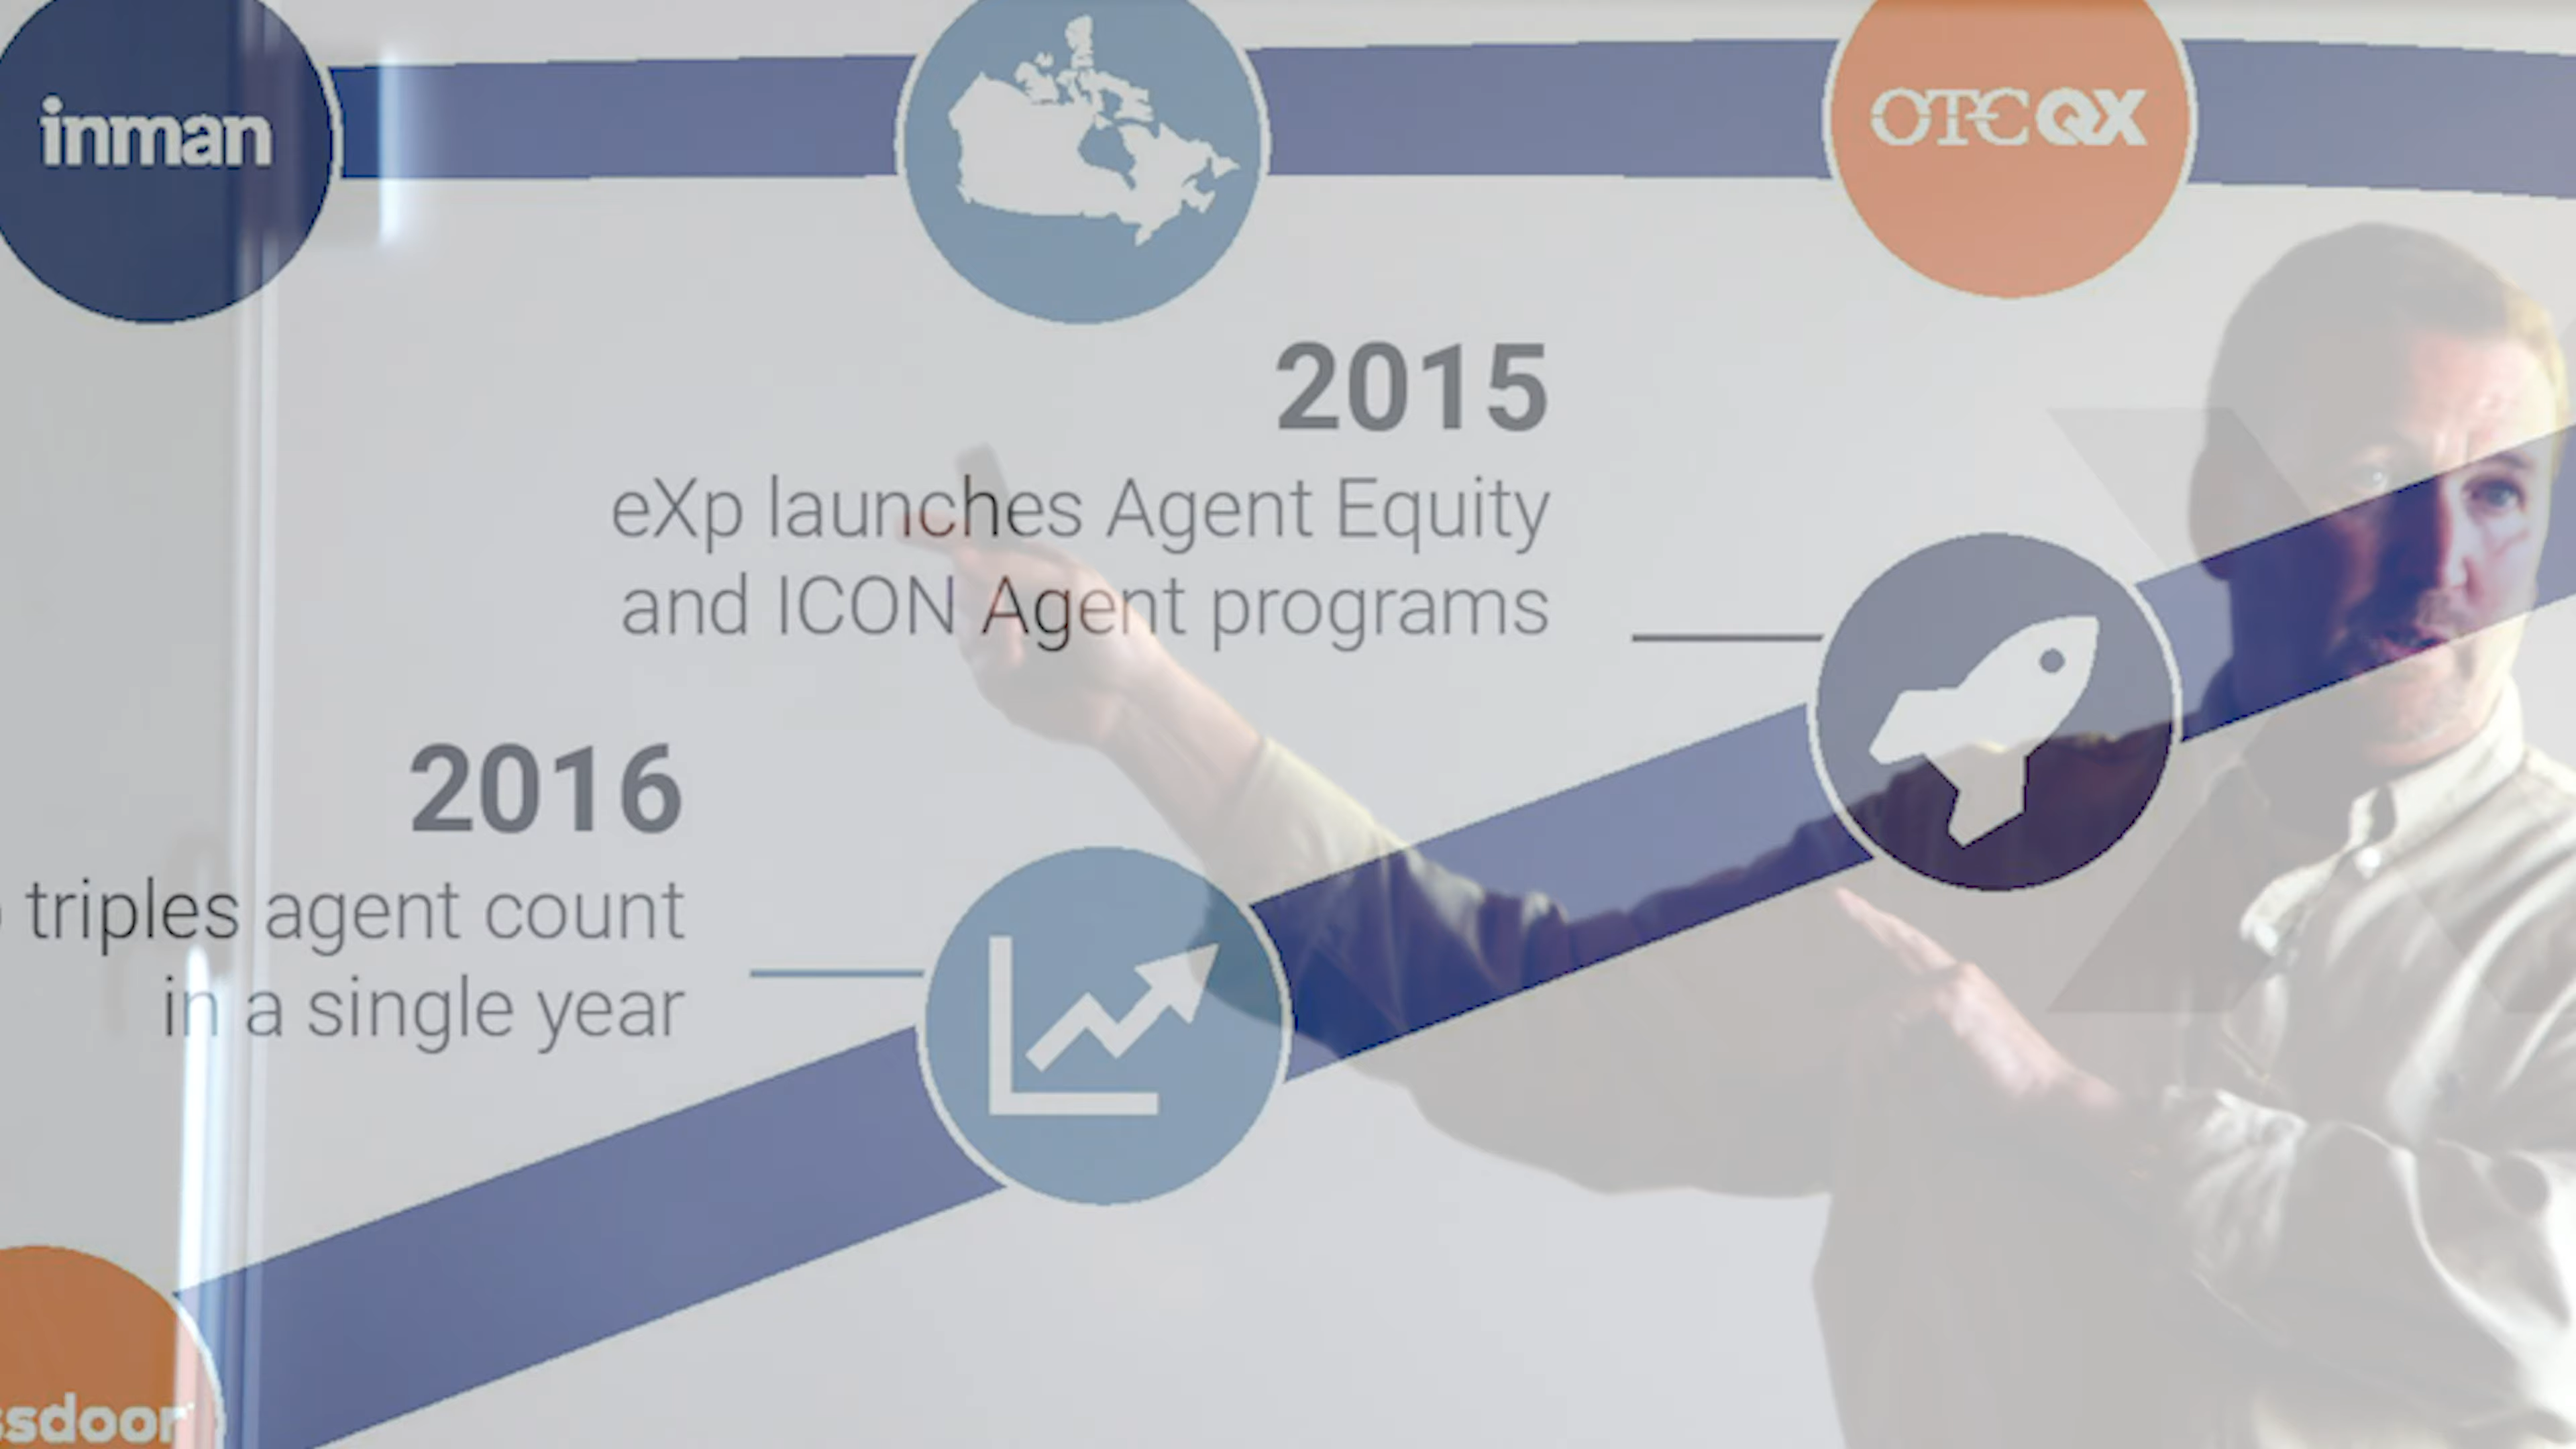 inman
OTCQX
2015
eXp launches Agent Equity
and ICON Agent programs
2016
triples agent count
in a single year
ssdoor